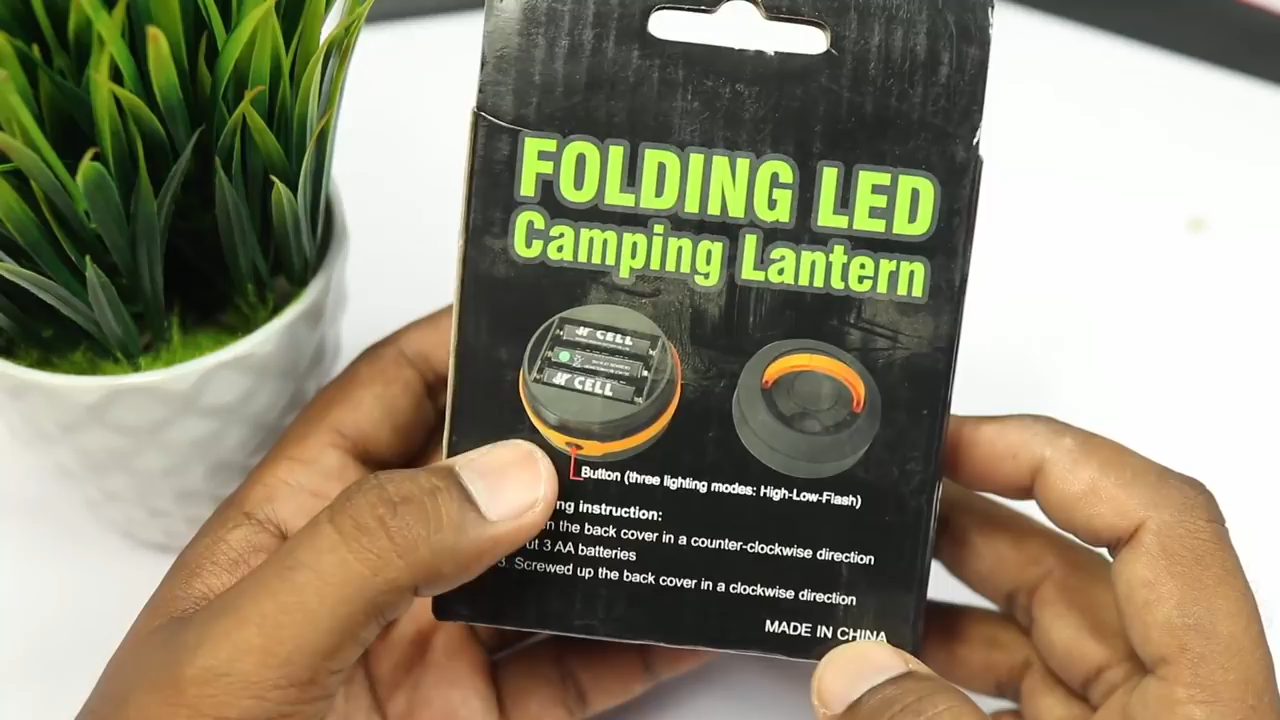 FOLDING LED
Camping Lantern
CELL
CELL
Button (three lighting modes: High-Low-Flash)
instruction:
the back cover in a counter-clockwise direction
3 AA batteries
3. Screwed up the back cover in a clockwise direction
MADE IN CHINA